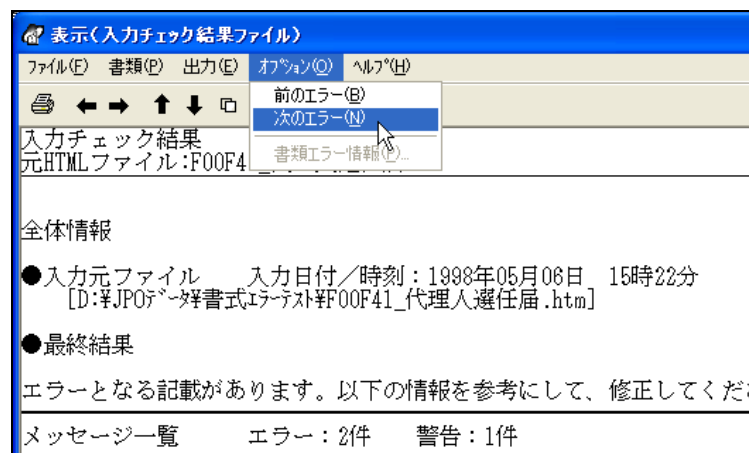 表示(入力チェック結果ファイル)
ファイル(F) 書類(P) 出力(E) オプション(O) ヘルプ(H)
前のエラー(B)
次のエラー(N)
書類エラー情報(P)...
入力チェック結果
元HTMLファイル:F00F4
全体情報
●入力元ファイル 入力日付/時刻:1998年05月06日 15時22分
[D:¥JPOデータ¥書式エラーテスト¥F00F41_代理人選任届.htm]
●最終結果
エラーとなる記載があります。以下の情報を参考にして、修正してくだ
メッセージ一覧 エラー:2件 警告:1件